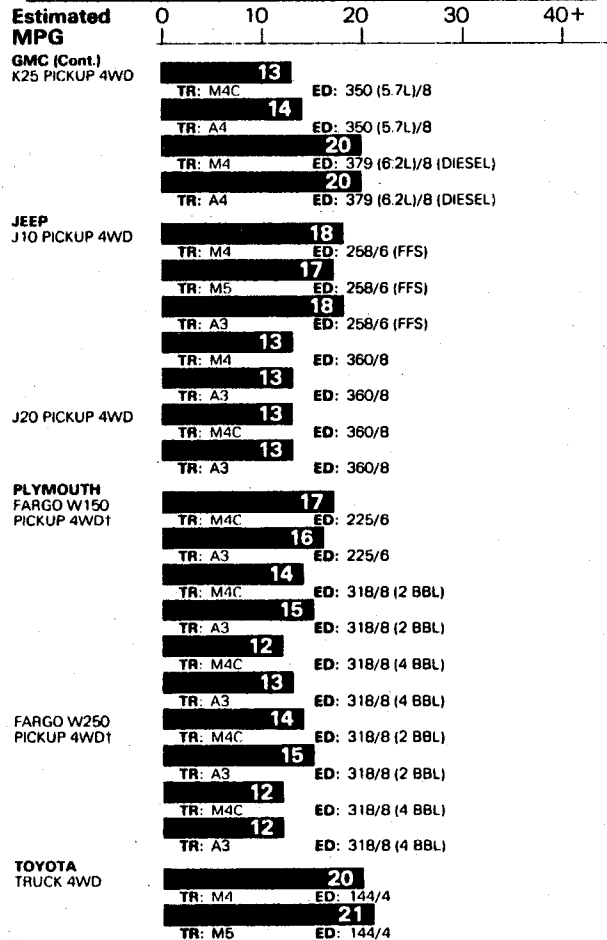 Estimated
MPG
0 10 20 30 40+
GMC (Cont.)
K25 PICKUP 4WD
13
TR: M4C ED: 350 (5.7L)/8
14
TR: A4 ED: 350 (5.7L)/8
20
TR: M4 ED: 379 (6.2L)/8 (DIESEL)
20
TR: A4 ED: 379 (6.2L)/8 (DIESEL)
JEEP
J10 PICKUP 4WD
18
TR: M4 ED: 258/6 (FFS)
17
TR: M5 ED: 258/6 (FFS)
18
TR: A3 ED: 258/6 (FFS)
13
TR: M4 ED: 360/8
13
TR: A3 ED: 360/8
J20 PICKUP 4WD
13
TR: M4C ED: 360/8
13
TR: A3 ED: 360/8
PLYMOUTH
FARGO W150
PICKUP 4WD†
17
TR: M4C ED: 225/6
16
TR: A3 ED: 225/6
14
TR: M4C ED: 318/8 (2 BBL)
15
TR: A3 ED: 318/8 (2 BBL)
12
TR: M4C ED: 318/8 (4 BBL)
13
TR: A3 ED: 318/8 (4 BBL)
FARGO W250
PICKUP 4WD†
14
TR: M4C ED: 318/8 (2 BBL)
15
TR: A3 ED: 318/8 (2 BBL)
12
TR: M4C ED: 318/8 (4 BBL)
12
TR: A3 ED: 318/8 (4 BBL)
TOYOTA
TRUCK 4WD
20
TR: M4 ED: 144/4
21
TR: M5 ED: 144/4